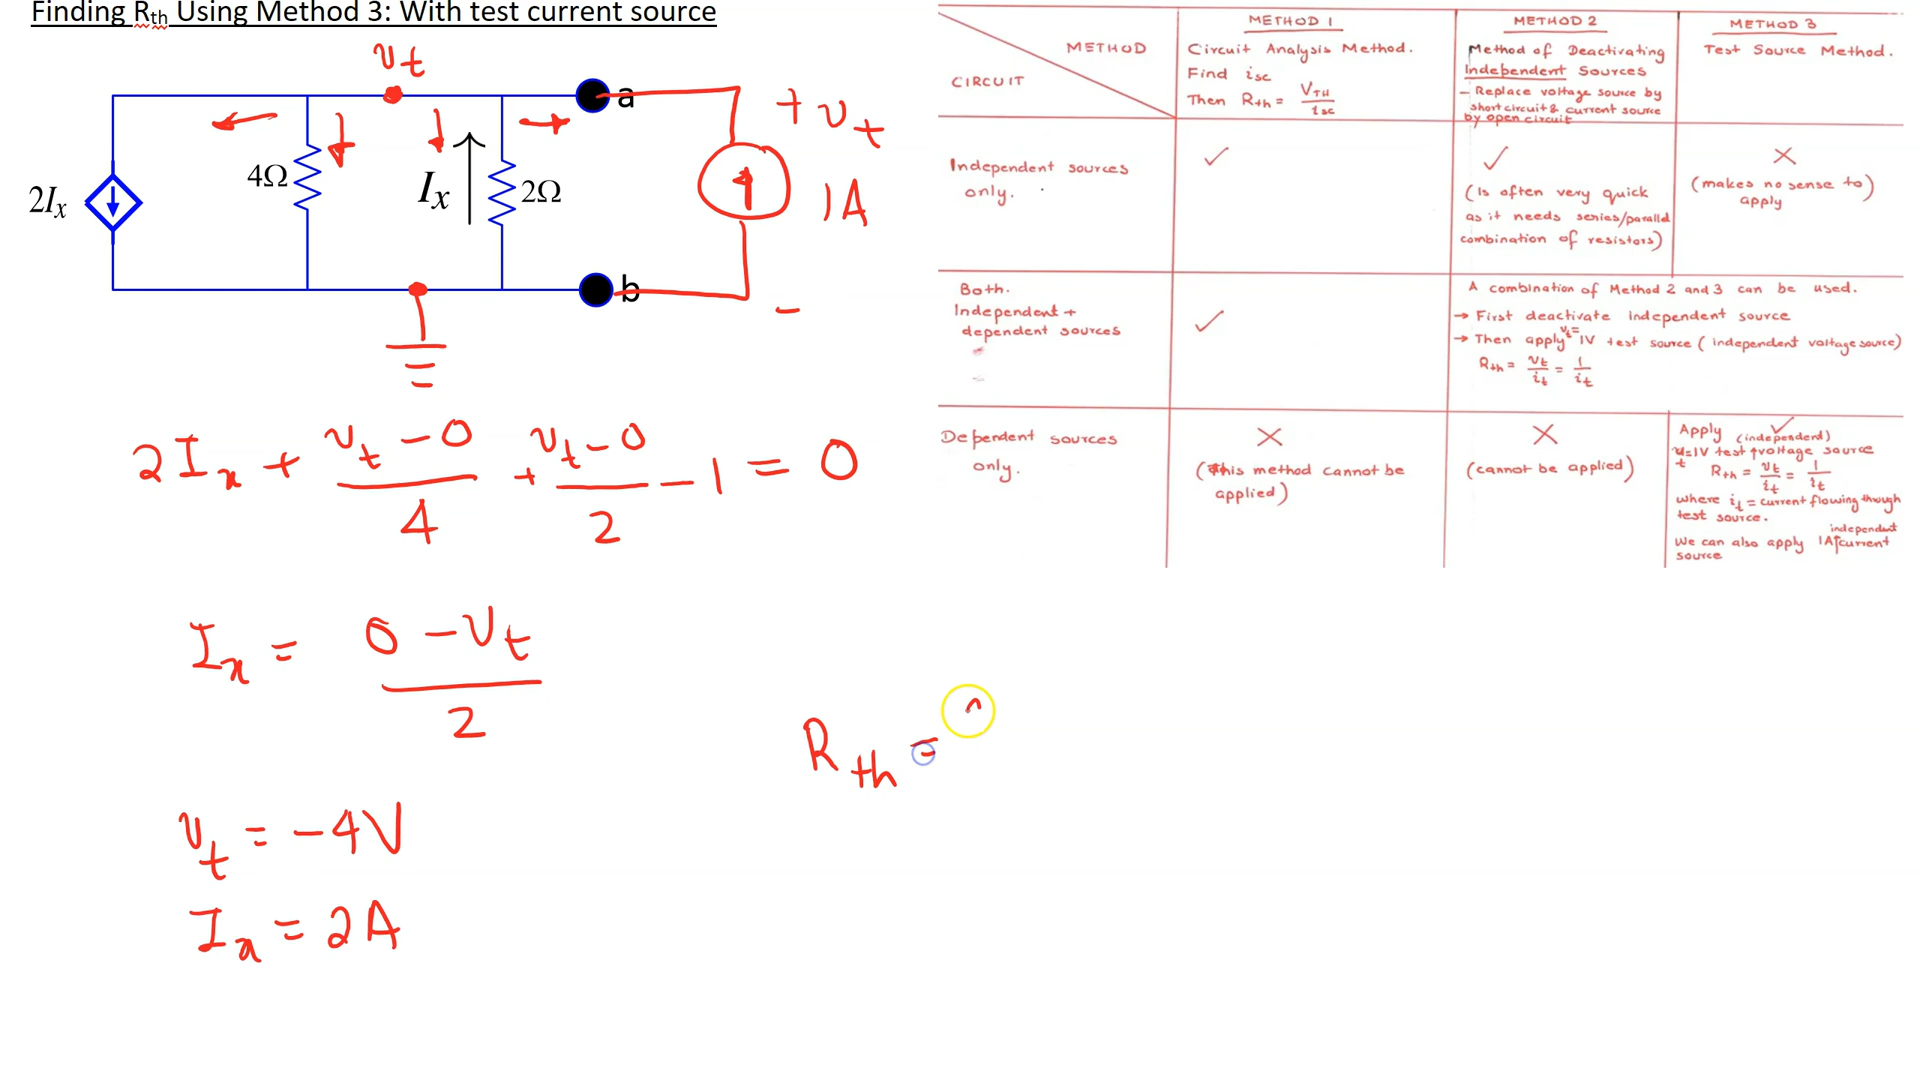 Finding Rth Using Method 3: With test current source
vt
a
+ vt
2Ix
4Ω
Ix
2Ω
1A
b
-
2Ix + vt - 0 / 4 + vt - 0 / 2 - 1 = 0
Ix = 0 - vt / 2
vt = -4V
Ix = 2A
Rth =
METHOD
CIRCUIT
METHOD 1
Circuit Analysis Method.
Find isc
Then Rth = VTH / isc
METHOD 2
Method of Deactivating
Independent Sources
- Replace voltage source by
short circuit & current source
by open circuit
METHOD 3
Test Source Method.
Independent sources
only.
✓
✓
(Is often very quick
as it needs series/parallel
combination of resistors)
X
(makes no sense to)
apply
Both.
Independent +
dependent sources
✓
A combination of Method 2 and 3 can be used.
→ First deactivate independent source
→ Then apply vt= 1V test source (independent voltage source)
Rth = vt / it = 1 / it
Dependent sources
only.
X
(This method cannot be
applied)
X
(cannot be applied)
✓
Apply (independent)
vt=1V test voltage source
Rth = vt / it = 1 / it
where it = current flowing through
test source.
independent
We can also apply 1A current
source